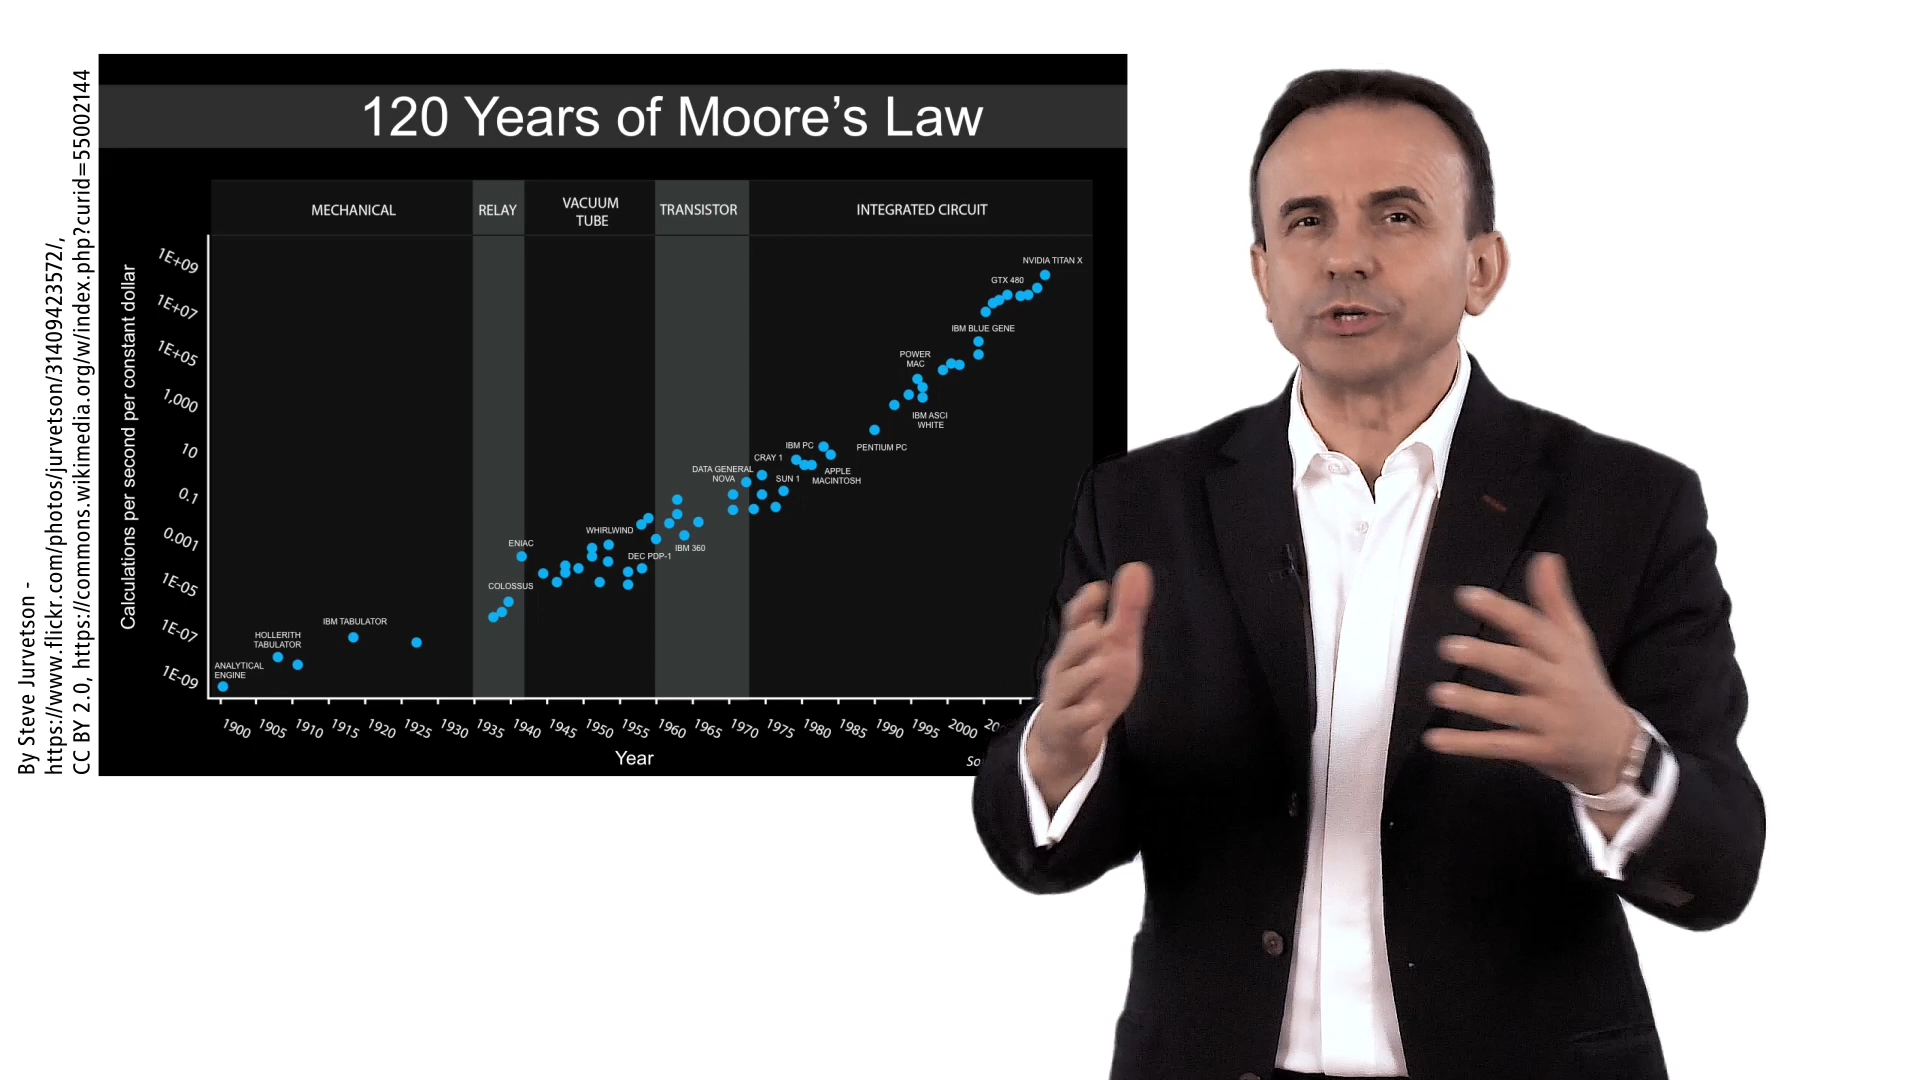 By Steve Jurvetson -
https://www.flickr.com/photos/jurvetson/31409423572/,
CC BY 2.0, https://commons.wikimedia.org/w/index.php?curid=55002144
120 Years of Moore’s Law
MECHANICAL
RELAY
VACUUM
TUBE
TRANSISTOR
INTEGRATED CIRCUIT
Calculations per second per constant dollar
1E+09
1E+07
1E+05
1,000
10
0.1
0.001
1E-05
1E-07
1E-09
NVIDIA TITAN X
GTX 480
IBM BLUE GENE
POWER
MAC
IBM ASCI
WHITE
PENTIUM PC
IBM PC
CRAY 1
APPLE
MACINTOSH
DATA GENERAL
NOVA
SUN 1
WHIRLWIND
IBM 360
DEC PDP-1
ENIAC
COLOSSUS
IBM TABULATOR
HOLLERITH
TABULATOR
ANALYTICAL
ENGINE
1900 1905 1910 1915 1920 1925 1930 1935 1940 1945 1950 1955 1960 1965 1970 1975 1980 1985 1990 1995 2000
Year